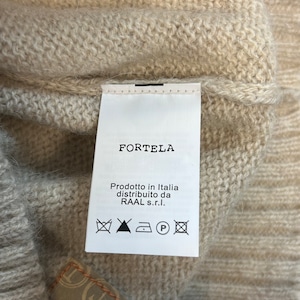 FORTELA
Prodotto in Italia
distribuito da
RAAL s.r.l.
P